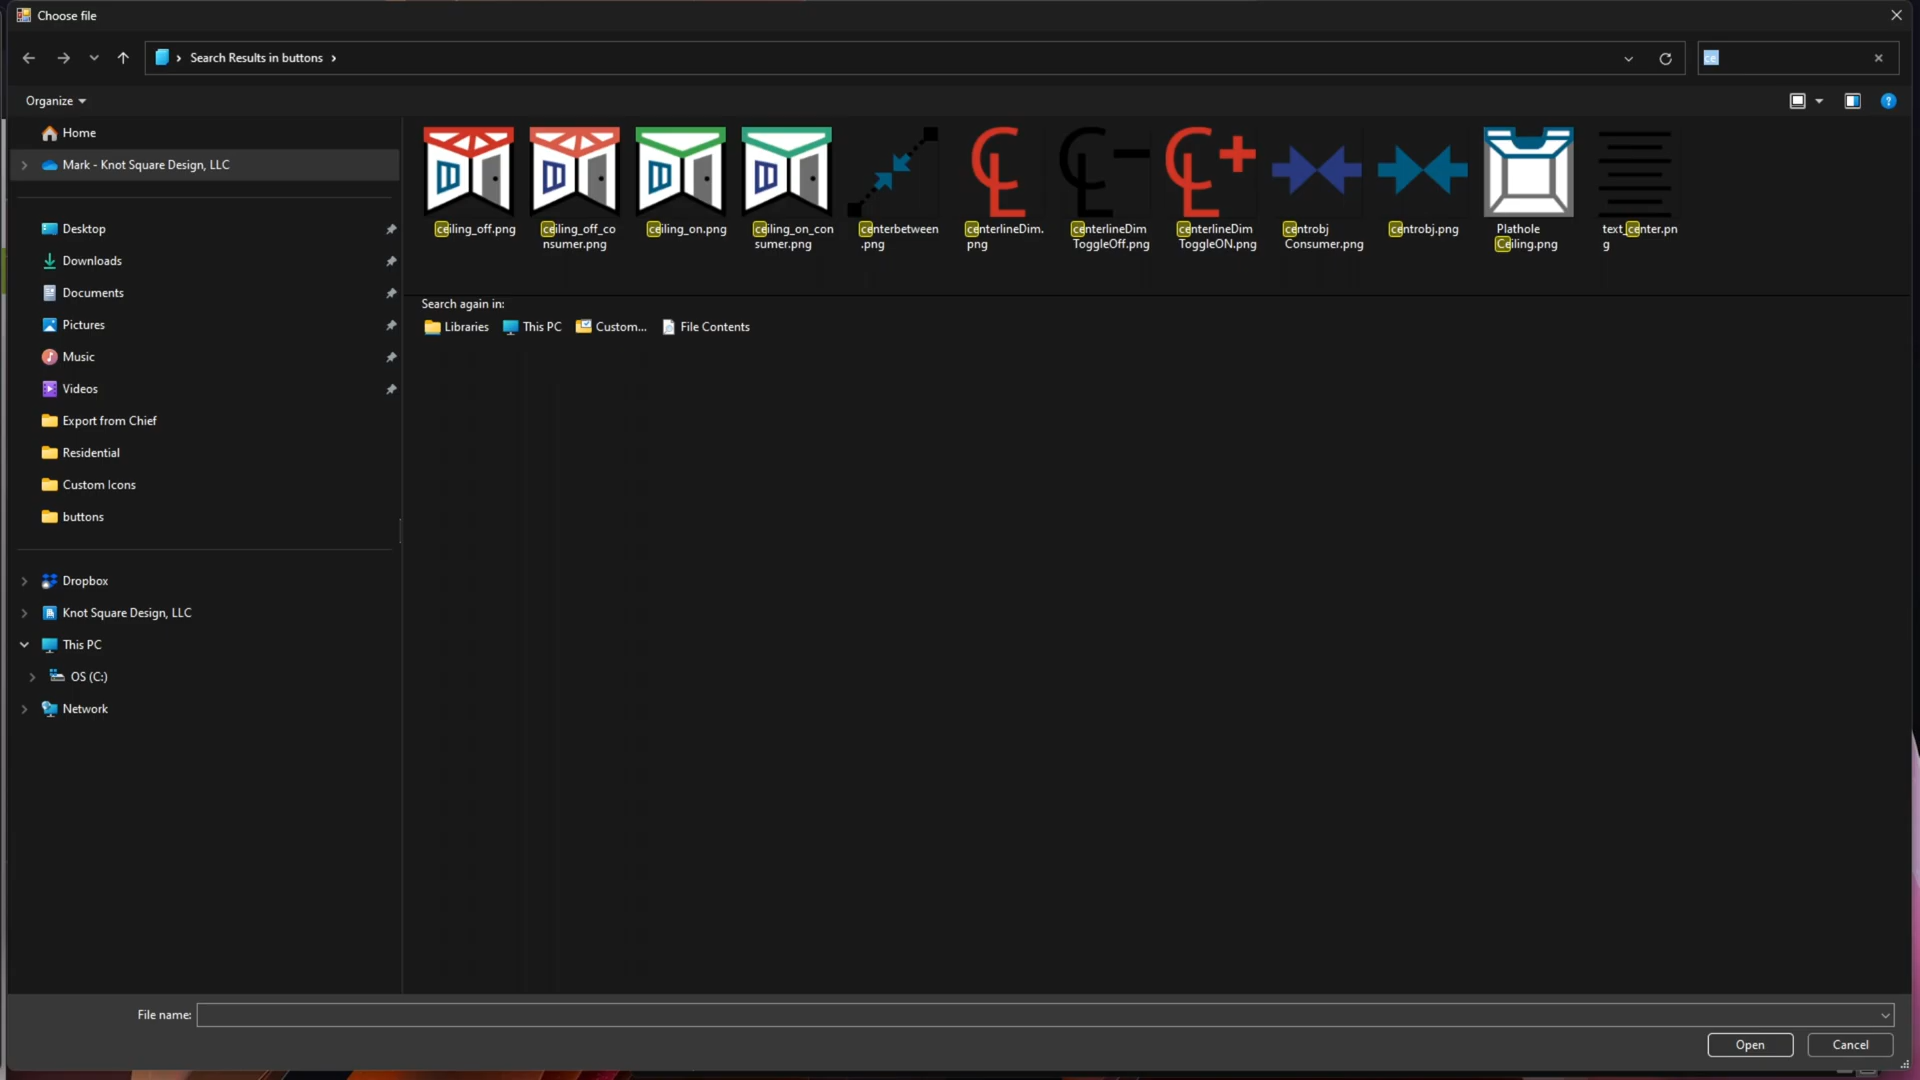 Choose file
Search Results in buttons
ce
Organize
Home
Mark - Knot Square Design, LLC
Desktop
Downloads
Documents
Pictures
Music
Videos
Export from Chief
Residential
Custom Icons
buttons
Dropbox
Knot Square Design, LLC
This PC
OS (C:)
Network
ceiling_off.png
ceiling_off_co
nsumer.png
ceiling_on.png
ceiling_on_con
sumer.png
centerbetween
.png
centerlineDim.
png
centerlineDim
ToggleOff.png
centerlineDim
ToggleON.png
centrobj
Consumer.png
centrobj.png
Plathole
Ceiling.png
text_center.pn
g
Search again in:
Libraries
This PC
Custom...
File Contents
File name:
Open
Cancel